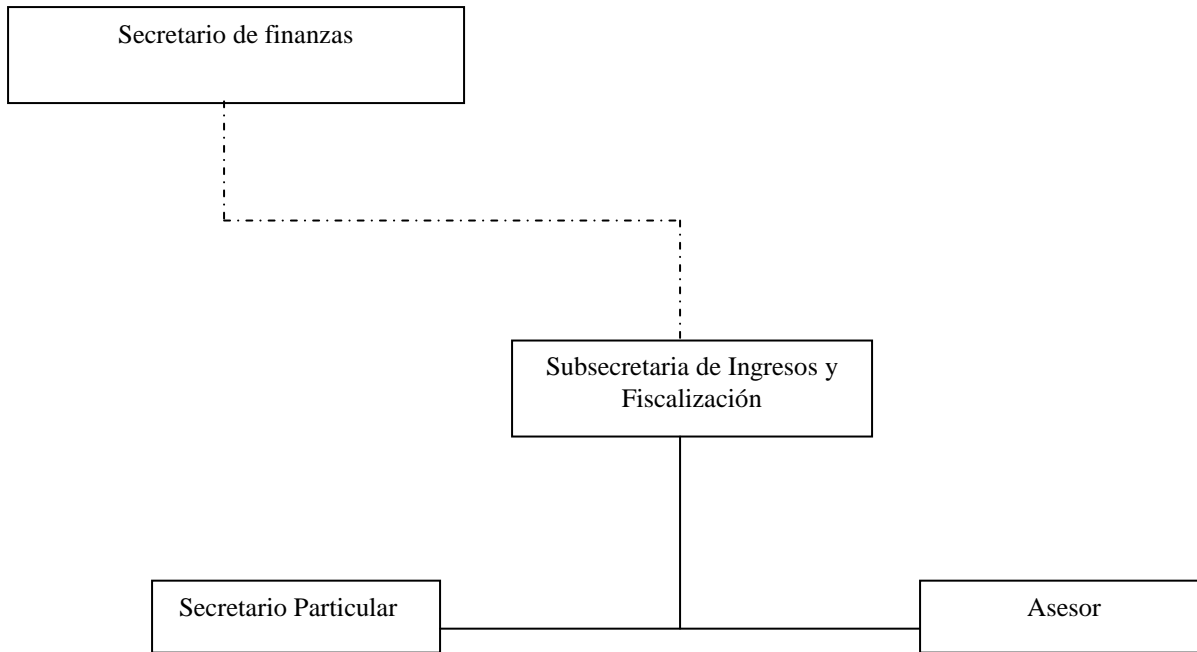 Secretario de finanzas
Subsecretaria de Ingresos y
Fiscalización
Secretario Particular
Asesor